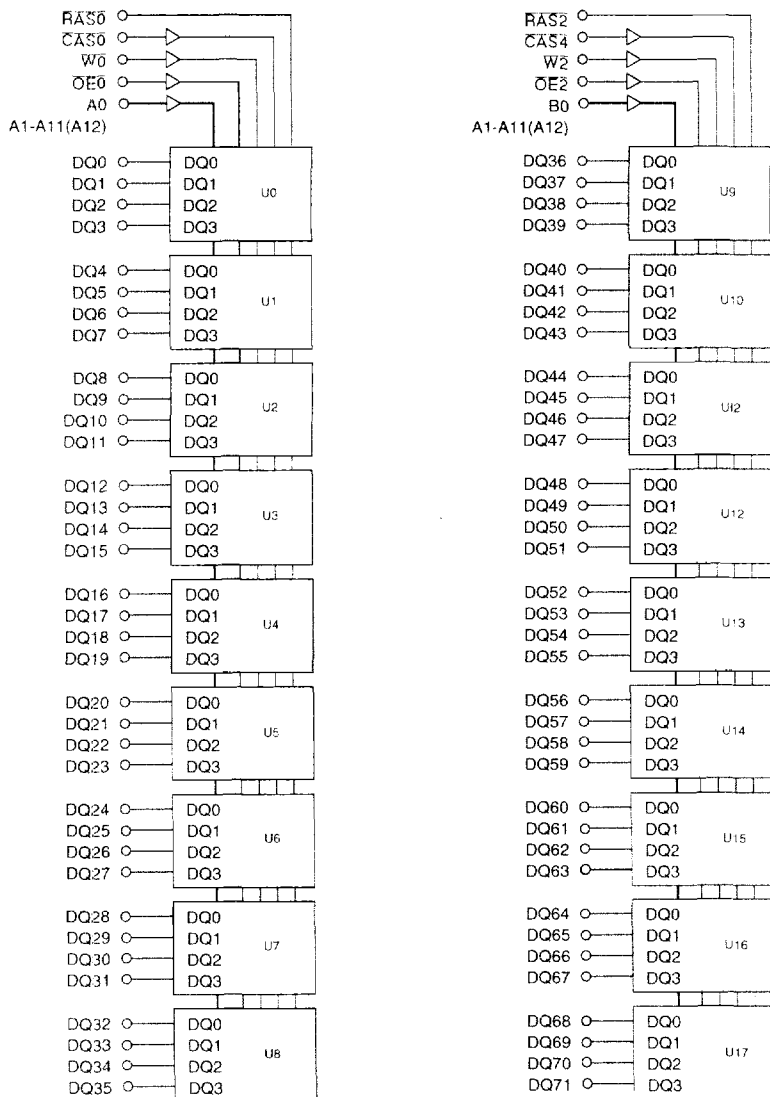 RAS0
CAS0
W0
OE0
A0
A1-A11(A12)
DQ0 DQ0
DQ1 DQ1 U0
DQ2 DQ2
DQ3 DQ3
DQ4 DQ0
DQ5 DQ1 U1
DQ6 DQ2
DQ7 DQ3
DQ8 DQ0
DQ9 DQ1 U2
DQ10 DQ2
DQ11 DQ3
DQ12 DQ0
DQ13 DQ1 U3
DQ14 DQ2
DQ15 DQ3
DQ16 DQ0
DQ17 DQ1 U4
DQ18 DQ2
DQ19 DQ3
DQ20 DQ0
DQ21 DQ1 U5
DQ22 DQ2
DQ23 DQ3
DQ24 DQ0
DQ25 DQ1 U6
DQ26 DQ2
DQ27 DQ3
DQ28 DQ0
DQ29 DQ1 U7
DQ30 DQ2
DQ31 DQ3
DQ32 DQ0
DQ33 DQ1 U8
DQ34 DQ2
DQ35 DQ3
RAS2
CAS4
W2
OE2
B0
A1-A11(A12)
DQ36 DQ0
DQ37 DQ1 U9
DQ38 DQ2
DQ39 DQ3
DQ40 DQ0
DQ41 DQ1 U10
DQ42 DQ2
DQ43 DQ3
DQ44 DQ0
DQ45 DQ1 UI2
DQ46 DQ2
DQ47 DQ3
DQ48 DQ0
DQ49 DQ1 U12
DQ50 DQ2
DQ51 DQ3
DQ52 DQ0
DQ53 DQ1 U13
DQ54 DQ2
DQ55 DQ3
DQ56 DQ0
DQ57 DQ1 U14
DQ58 DQ2
DQ59 DQ3
DQ60 DQ0
DQ61 DQ1 U15
DQ62 DQ2
DQ63 DQ3
DQ64 DQ0
DQ65 DQ1 U16
DQ66 DQ2
DQ67 DQ3
DQ68 DQ0
DQ69 DQ1 U17
DQ70 DQ2
DQ71 DQ3